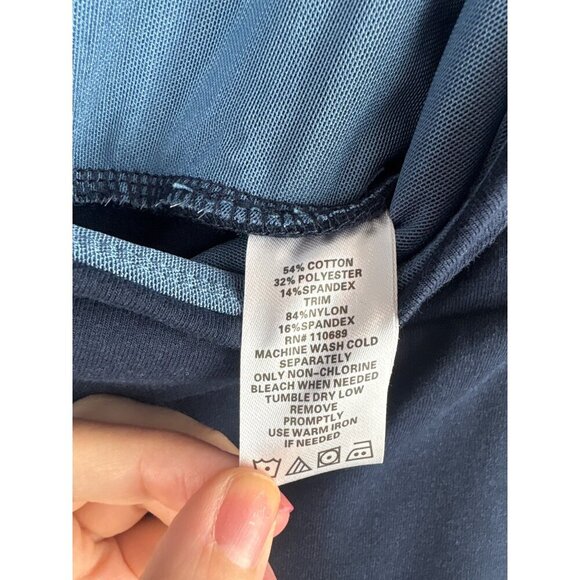 54% COTTON
32% POLYESTER
14%SPANDEX
TRIM
84%NYLON
16%SPANDEX
RN# 110689
MACHINE WASH COLD
SEPARATELY
ONLY NON-CHLORINE
BLEACH WHEN NEEDED
TUMBLE DRY LOW
REMOVE
PROMPTLY
USE WARM IRON
IF NEEDED